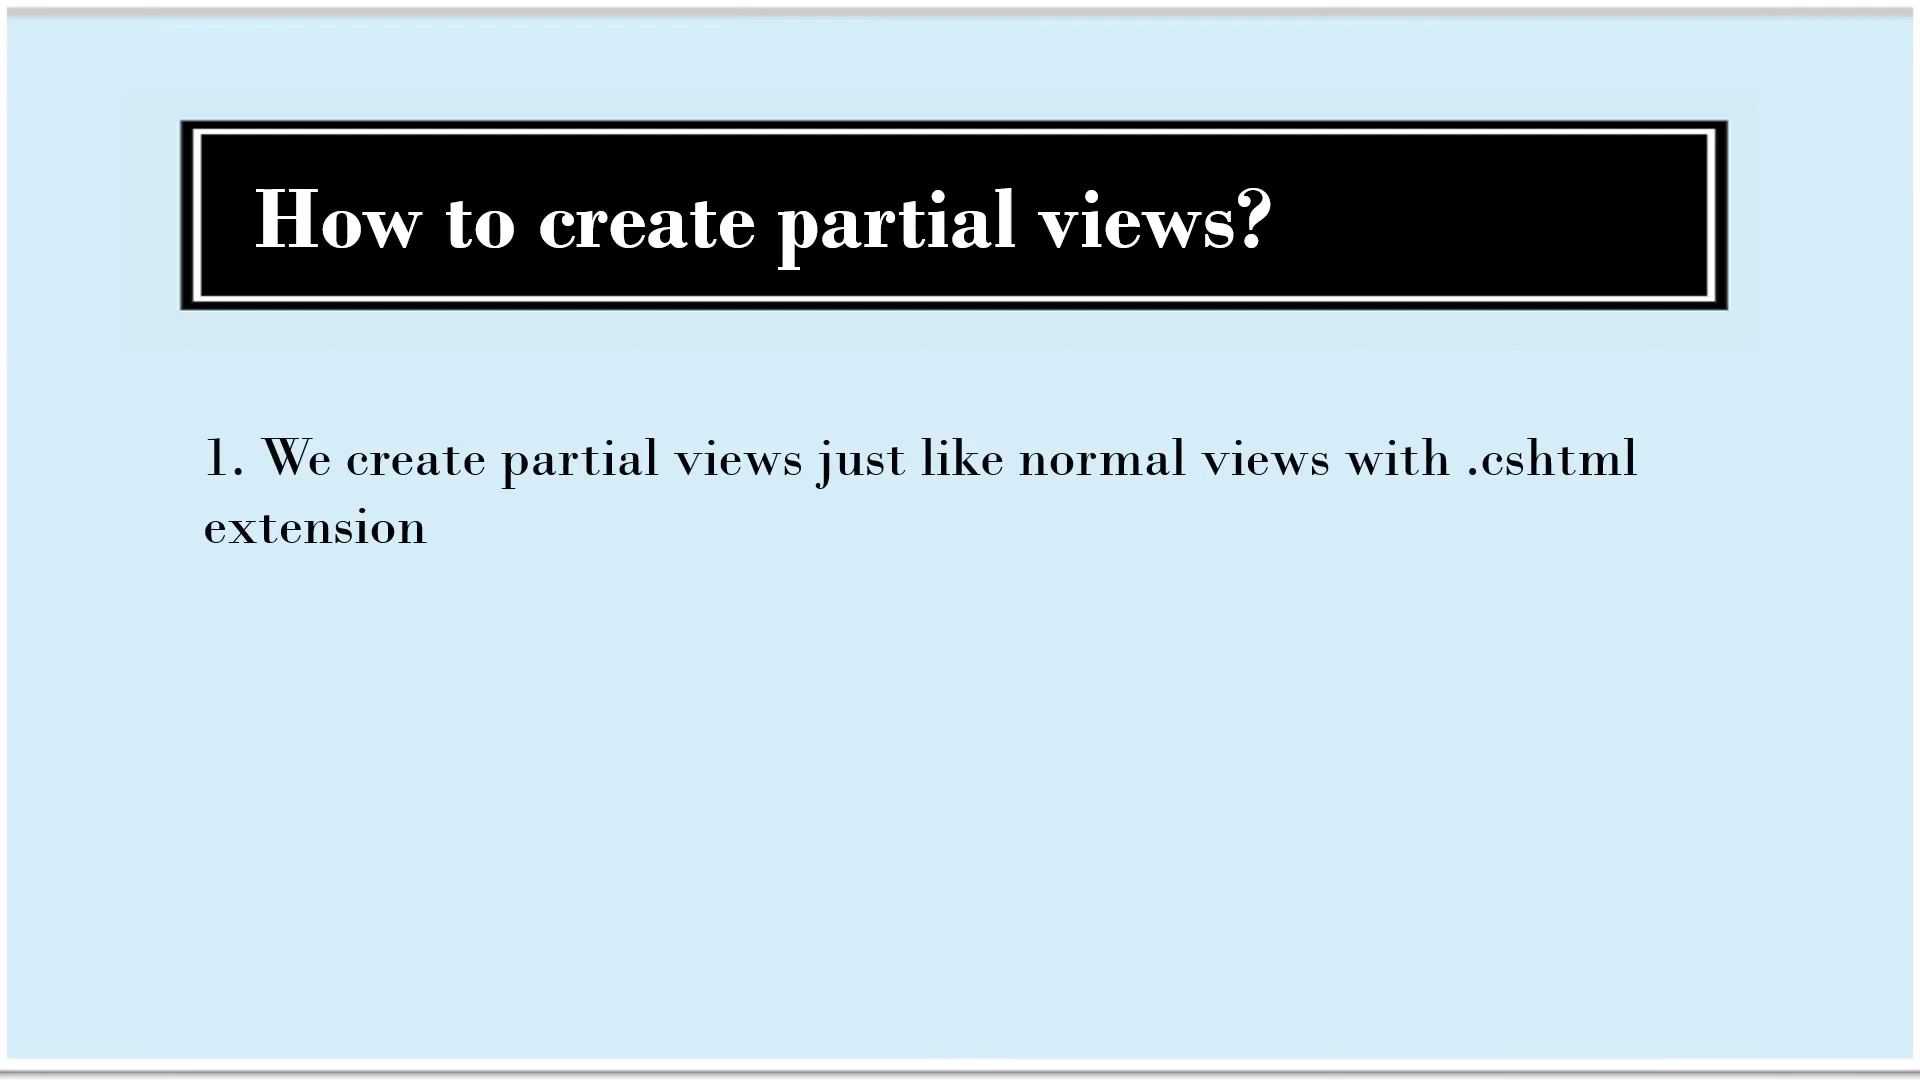 How to create partial views?
1. We create partial views just like normal views with .cshtml
extension